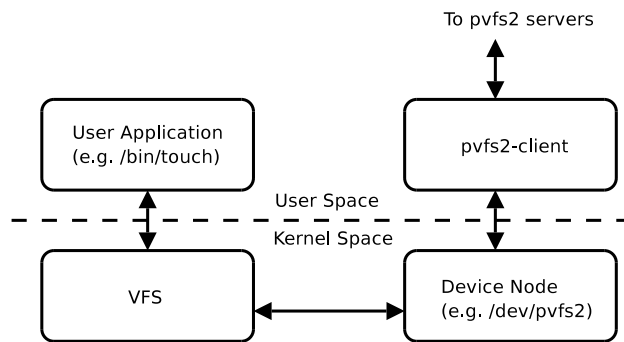 To pvfs2 servers
User Application
(e.g. /bin/touch)
pvfs2-client
User Space
Kernel Space
VFS
Device Node
(e.g. /dev/pvfs2)